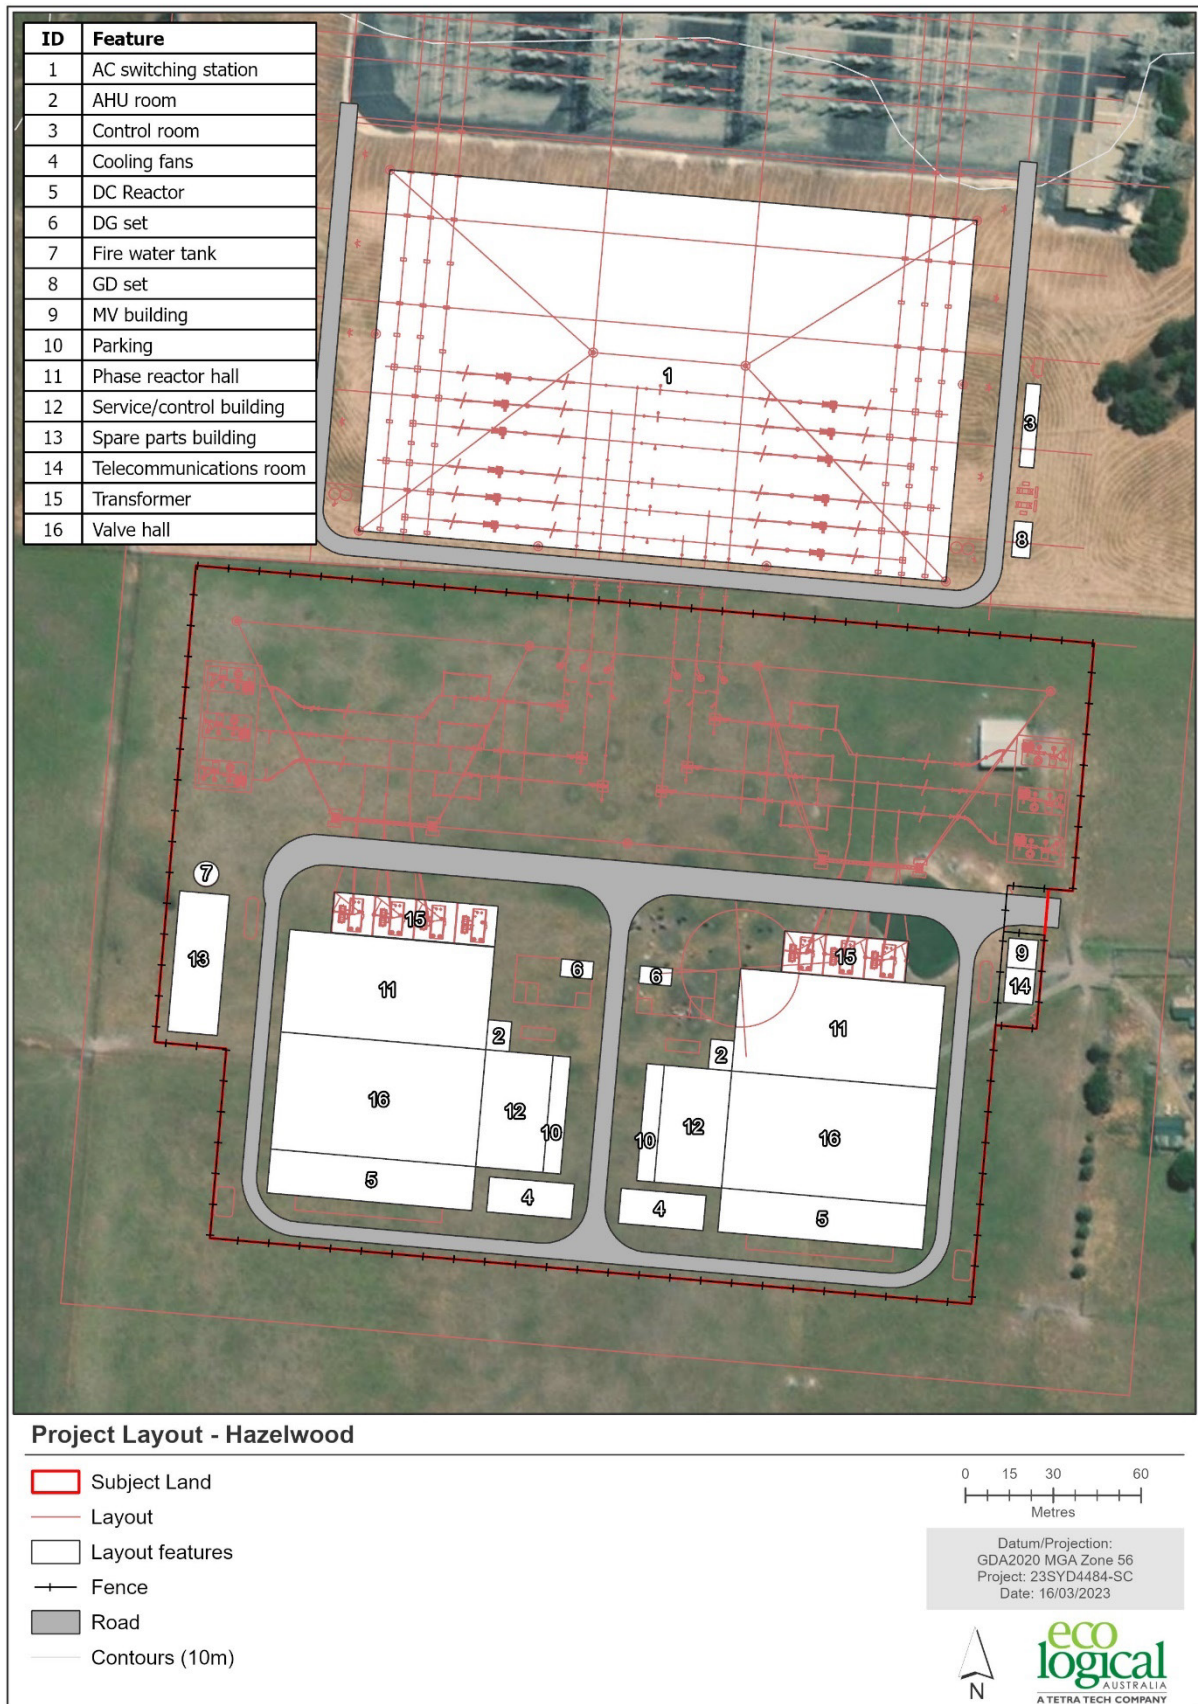 ID Feature
1 AC switching station
2 AHU room
3 Control room
4 Cooling fans
5 DC Reactor
6 DG set
7 Fire water tank
8 GD set
9 MV building
10 Parking
11 Phase reactor hall
12 Service/control building
13 Spare parts building
14 Telecommunications room
15 Transformer
16 Valve hall
1
3
8
7
15
13
11
6
6
15
9
14
2
2
11
16
12
10
10
12
16
5
4
4
5
Project Layout - Hazelwood
Subject Land
Layout
Layout features
Fence
Road
Contours (10m)
0 15 30 60
Metres
Datum/Projection:
GDA2020 MGA Zone 56
Project: 23SYD4484-SC
Date: 16/03/2023
N
eco
logical
AUSTRALIA
A TETRA TECH COMPANY